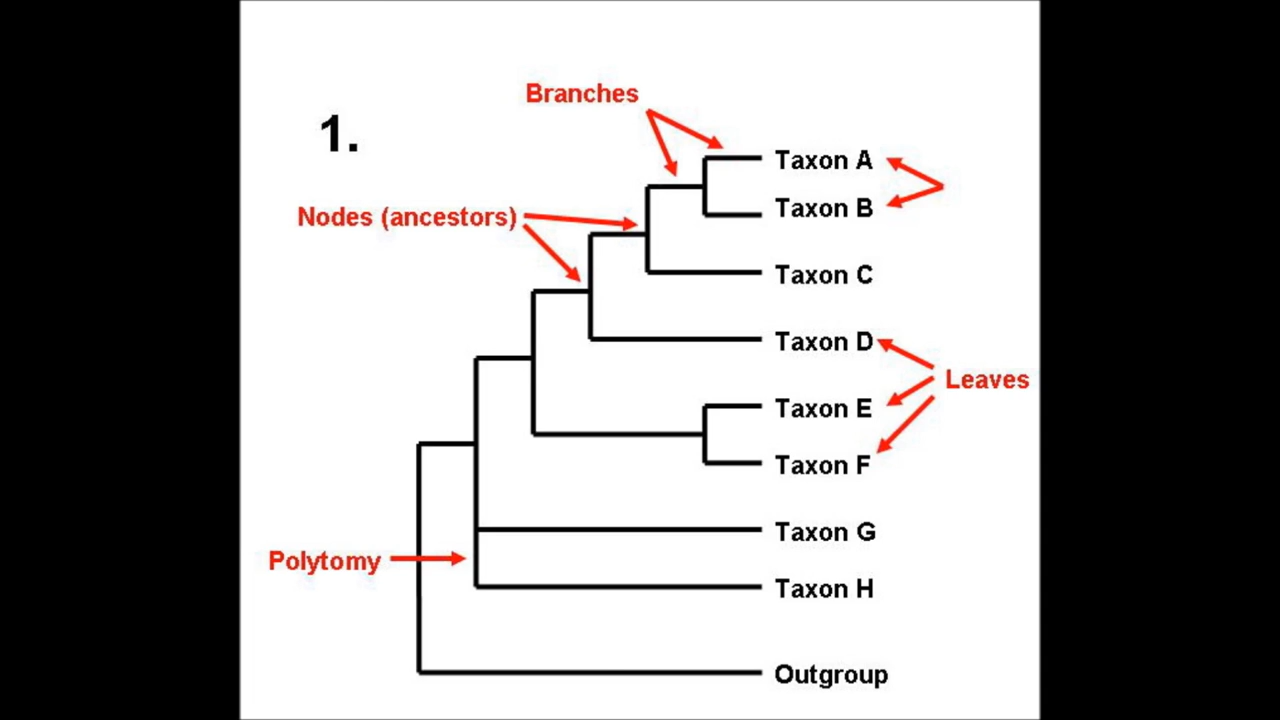 Branches
1.
Taxon A
Nodes (ancestors)
Taxon B
Taxon C
Taxon D
Leaves
Taxon E
Taxon F
Taxon G
Polytomy
Taxon H
Outgroup